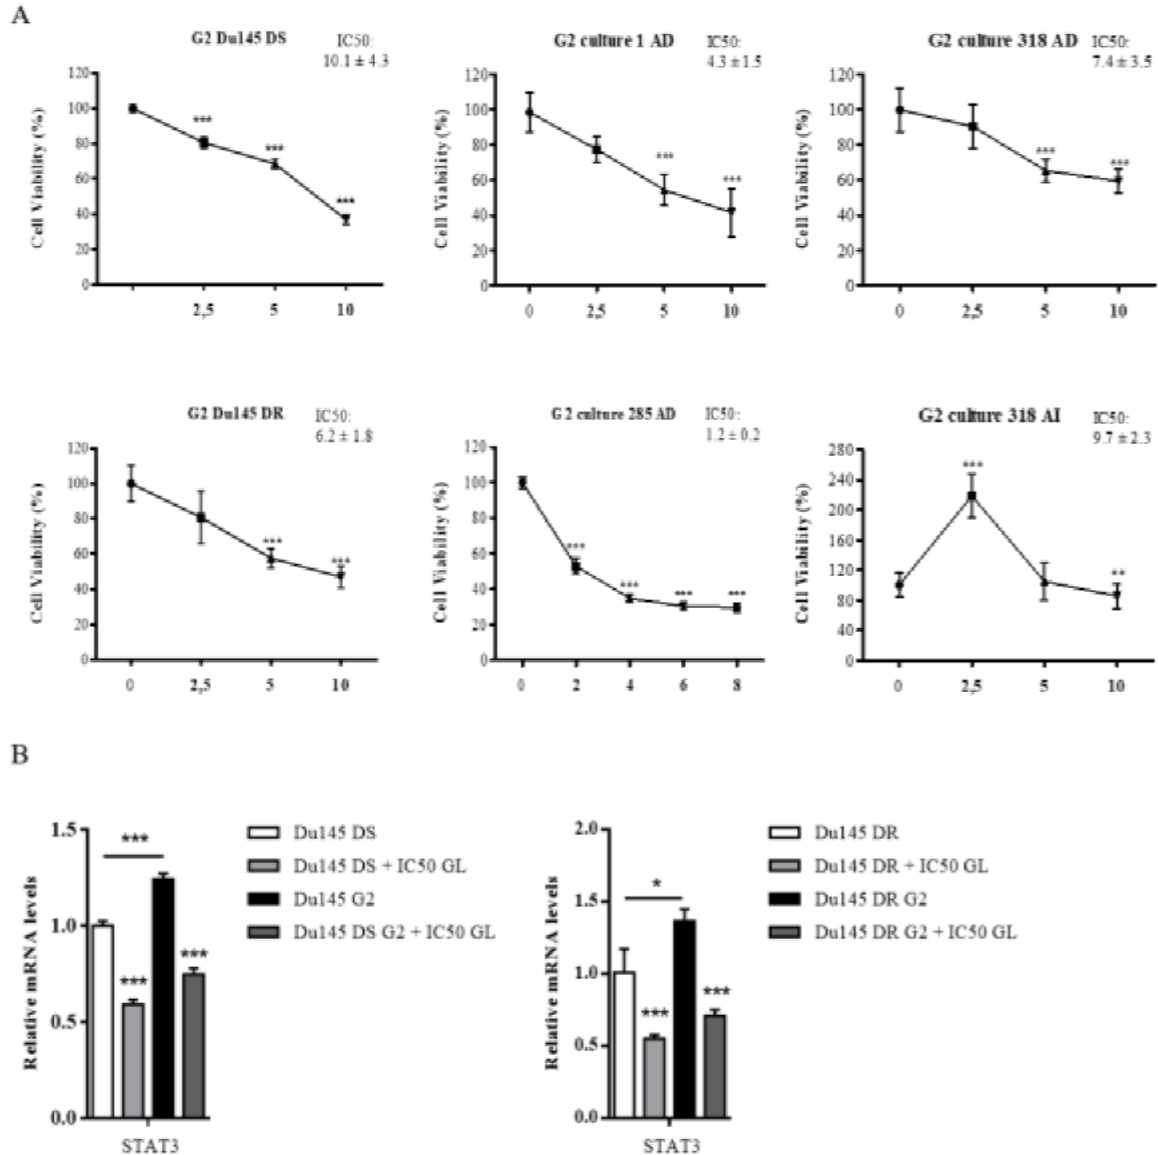 A
G2 Du145 DS
IC50:
10.1 ± 4.3
Cell Viability (%)
120
100
80
60
40
20
0
2,5
5
10
G2 culture 1 AD
IC50:
4.3 ± 1.5
Cell Viability (%)
120
100
80
60
40
20
0
0
2,5
5
10
G2 culture 318 AD
IC50:
7.4 ± 3.5
Cell Viability (%)
120
100
80
60
40
20
0
0
2,5
5
10
***
***
***
***
***
***
***
G2 Du145 DR
IC50:
6.2 ± 1.8
Cell Viability (%)
120
100
80
60
40
20
0
0
2,5
5
10
***
***
G2 culture 285 AD
IC50:
1.2 ± 0.2
Cell Viability (%)
120
100
80
60
40
20
0
0
2
4
6
8
***
***
***
***
G2 culture 318 AI
IC50:
9.7 ± 2.3
Cell Viability (%)
280
240
200
160
120
80
40
0
0
2,5
5
10
***
**
B
Relative mRNA levels
1.5
1.0
0.5
0.0
***
***
***
STAT3
Du145 DS
Du145 DS + IC50 GL
Du145 G2
Du145 DS G2 + IC50 GL
Relative mRNA levels
2.0
1.5
1.0
0.5
0.0
*
***
***
STAT3
Du145 DR
Du145 DR + IC50 GL
Du145 DR G2
Du145 DR G2 + IC50 GL